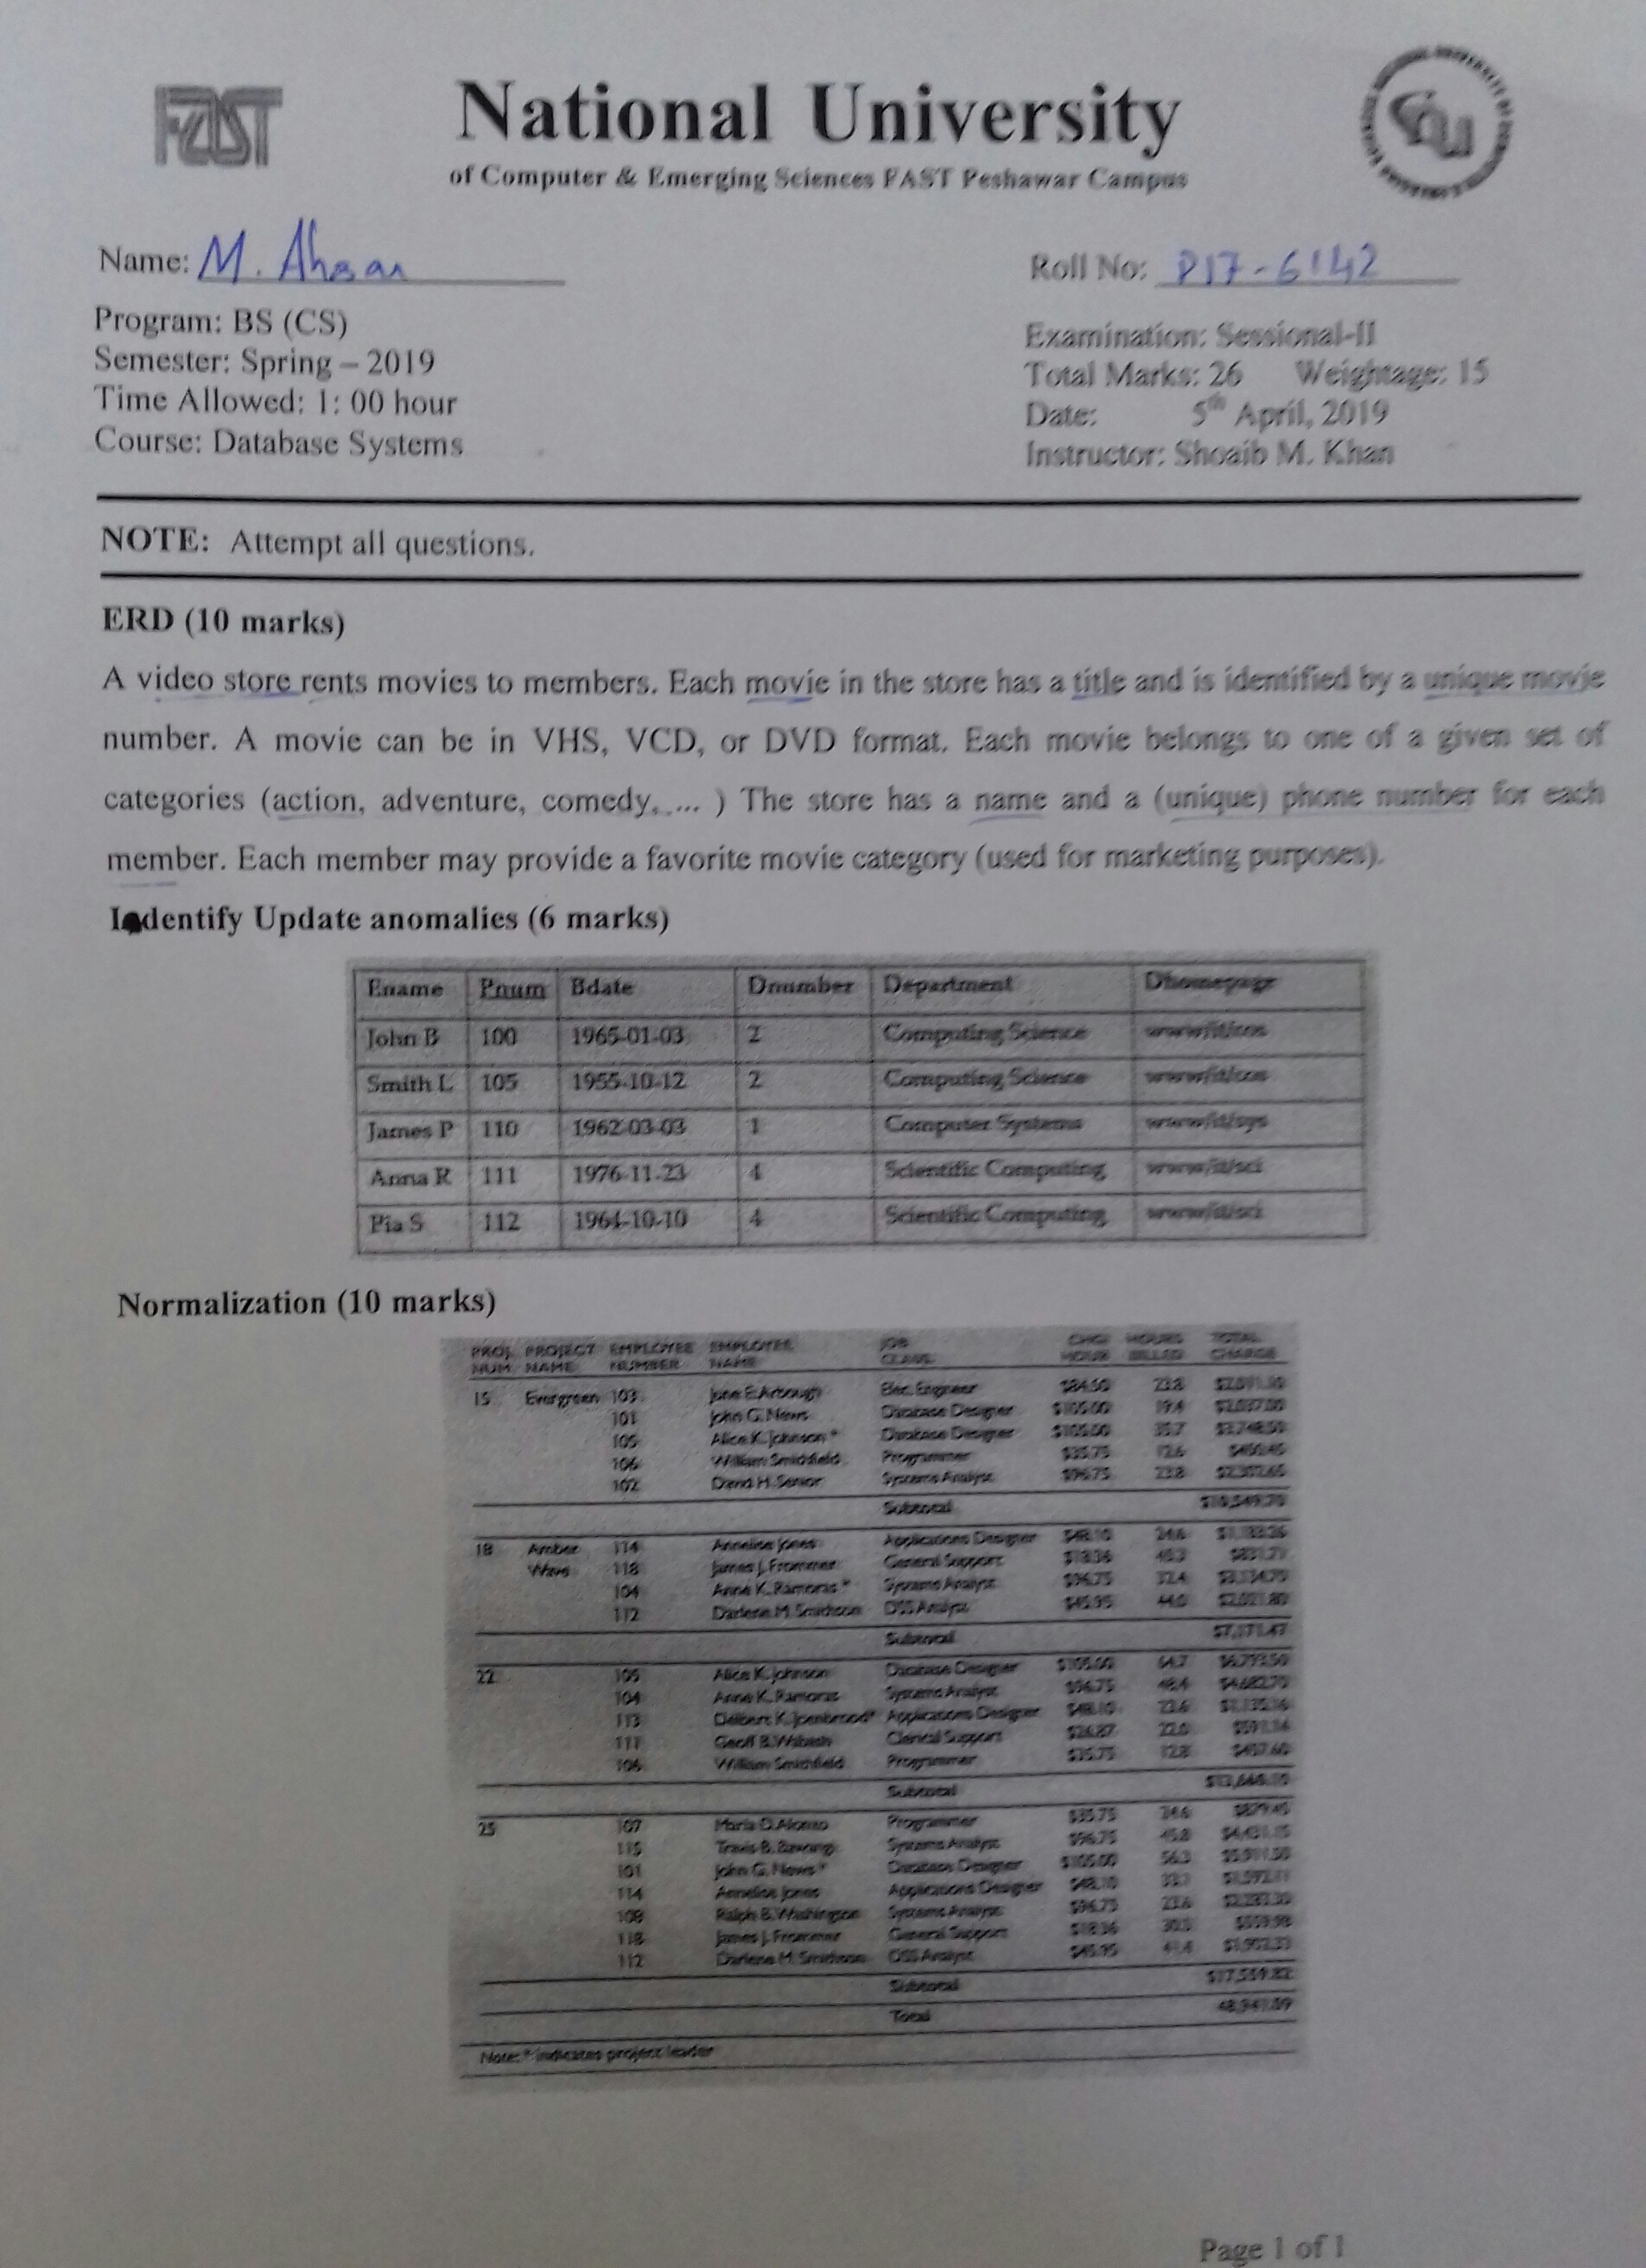 FAST
National University
of Computer & Emerging Sciences FAST Peshawar Campus
Name: M. Ahsan
Roll No: P17-6142
Program: BS (CS)
Semester: Spring – 2019
Time Allowed: 1: 00 hour
Course: Database Systems
Examination: Sessional-II
Total Marks: 26 Weightage: 15
Date: 5th April, 2019
Instructor: Shoaib M. Khan
NOTE: Attempt all questions.
ERD (10 marks)
A video store rents movies to members. Each movie in the store has a title and is identified by a unique movie
number. A movie can be in VHS, VCD, or DVD format. Each movie belongs to one of a given set of
categories (action, adventure, comedy, ... ) The store has a name and a (unique) phone number for each
member. Each member may provide a favorite movie category (used for marketing purposes).
Identify Update anomalies (6 marks)
Ename Pnum Bdate Dnumber Department Dhomepage
John B 100 1965-01-03 2 Computing Science
Smith L 105 1955-10-12 2 Computing Science
James P 110 1962-03-03 1 Computer Systems
Anna K 111 1976-11-23 4 Scientific Computing
Pia S 112 1964-10-10 4 Scientific Computing
Normalization (10 marks)
PROJ. PROJECT EMPLOYEE EMPLOYEE JOB CHG/ HOURS TOTAL
NUM. NAME NUMBER NAME CLASS HOUR BILLED CHARGE
15 Evergreen 103 June E. Arbough Elec. Engineer $84.50 23.8
101 John G. News Database Designer $105.00 19.4 $2,037.00
105 Alice K. Johnson * Database Designer $105.00 35.7 $3,748.50
106 William Smithfield Programmer $35.75 12.6 $450.45
102 David H. Senior Systems Analyst $96.75 23.8 $2,302.65
Subtotal $10,549.70
18 Amber 114 Annelise Jones Applications Designer $48.10 24.6 $1,183.26
Wave 118 James J. Frommer General Support $18.36 45.3 $831.71
104 Anne K. Ramoras * Systems Analyst $96.75 32.4 $3,134.70
112 Darlene M. Smithson DSS Analyst $45.95 44.0 $2,021.80
Subtotal $7,171.47
22 105 Alice K. Johnson Database Designer $105.00 64.7 $6,793.50
104 Anne K. Ramoras Systems Analyst $96.75 48.4 $4,682.70
113 Delbert K. Joenbrood* Applications Designer $48.10 23.6 $1,135.16
111 Geoff B. Wabash Clerical Support $26.87 22.0 $591.14
106 William Smithfield Programmer $35.75 12.8 $457.60
Subtotal $13,660.10
25 107 Maria D. Alonzo Programmer $35.75 24.6 $879.45
115 Travis B. Bawangi Systems Analyst $96.75 45.8 $4,431.15
101 John G. News * Database Designer $105.00 56.3 $5,911.50
114 Annelise Jones Applications Designer $48.10 33.1 $1,592.11
108 Ralph B. Washington Systems Analyst $96.75 23.6 $2,283.30
118 James J. Frommer General Support $18.36 30.5 $559.98
112 Darlene M. Smithson DSS Analyst $45.95 41.4 $1,902.33
Subtotal $17,559.82
Total 48,941.09
Note: * indicates project leader
Page 1 of 1